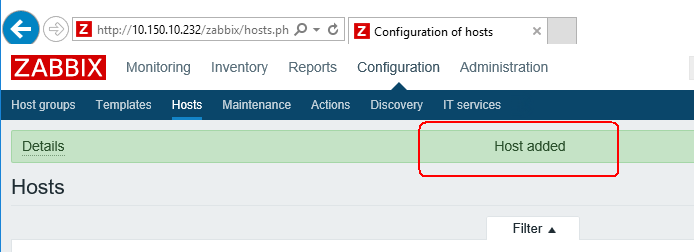 http://10.150.10.232/zabbix/hosts.ph
Z Configuration of hosts
ZABBIX Monitoring Inventory Reports Configuration Administration
Host groups Templates Hosts Maintenance Actions Discovery IT services
Details Host added
Hosts
Filter